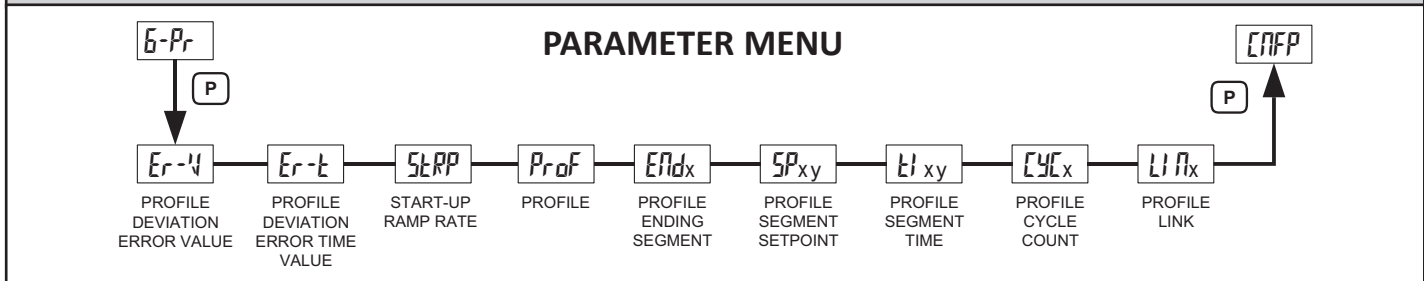 6-Pr
PARAMETER MENU
CNFP
P
P
Er-V
Er-t
StRP
ProF
ENdx
SPxy
tIxy
CYCx
LINx
PROFILE
DEVIATION
ERROR VALUE
PROFILE
DEVIATION
ERROR TIME
VALUE
START-UP
RAMP RATE
PROFILE
PROFILE
ENDING
SEGMENT
PROFILE
SEGMENT
SETPOINT
PROFILE
SEGMENT
TIME
PROFILE
CYCLE
COUNT
PROFILE
LINK